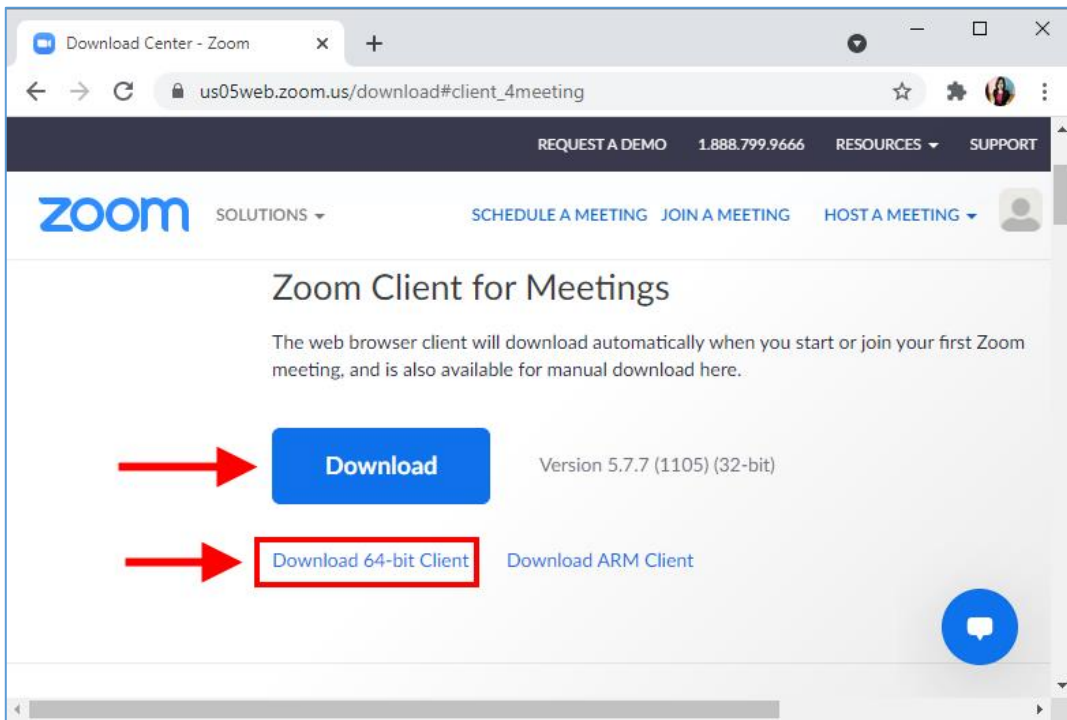 Download Center - Zoom
us05web.zoom.us/download#client_4meeting
REQUEST A DEMO 1.888.799.9666 RESOURCES SUPPORT
zoom SOLUTIONS SCHEDULE A MEETING JOIN A MEETING HOST A MEETING
Zoom Client for Meetings
The web browser client will download automatically when you start or join your first Zoom
meeting, and is also available for manual download here.
Download Version 5.7.7 (1105) (32-bit)
Download 64-bit Client Download ARM Client